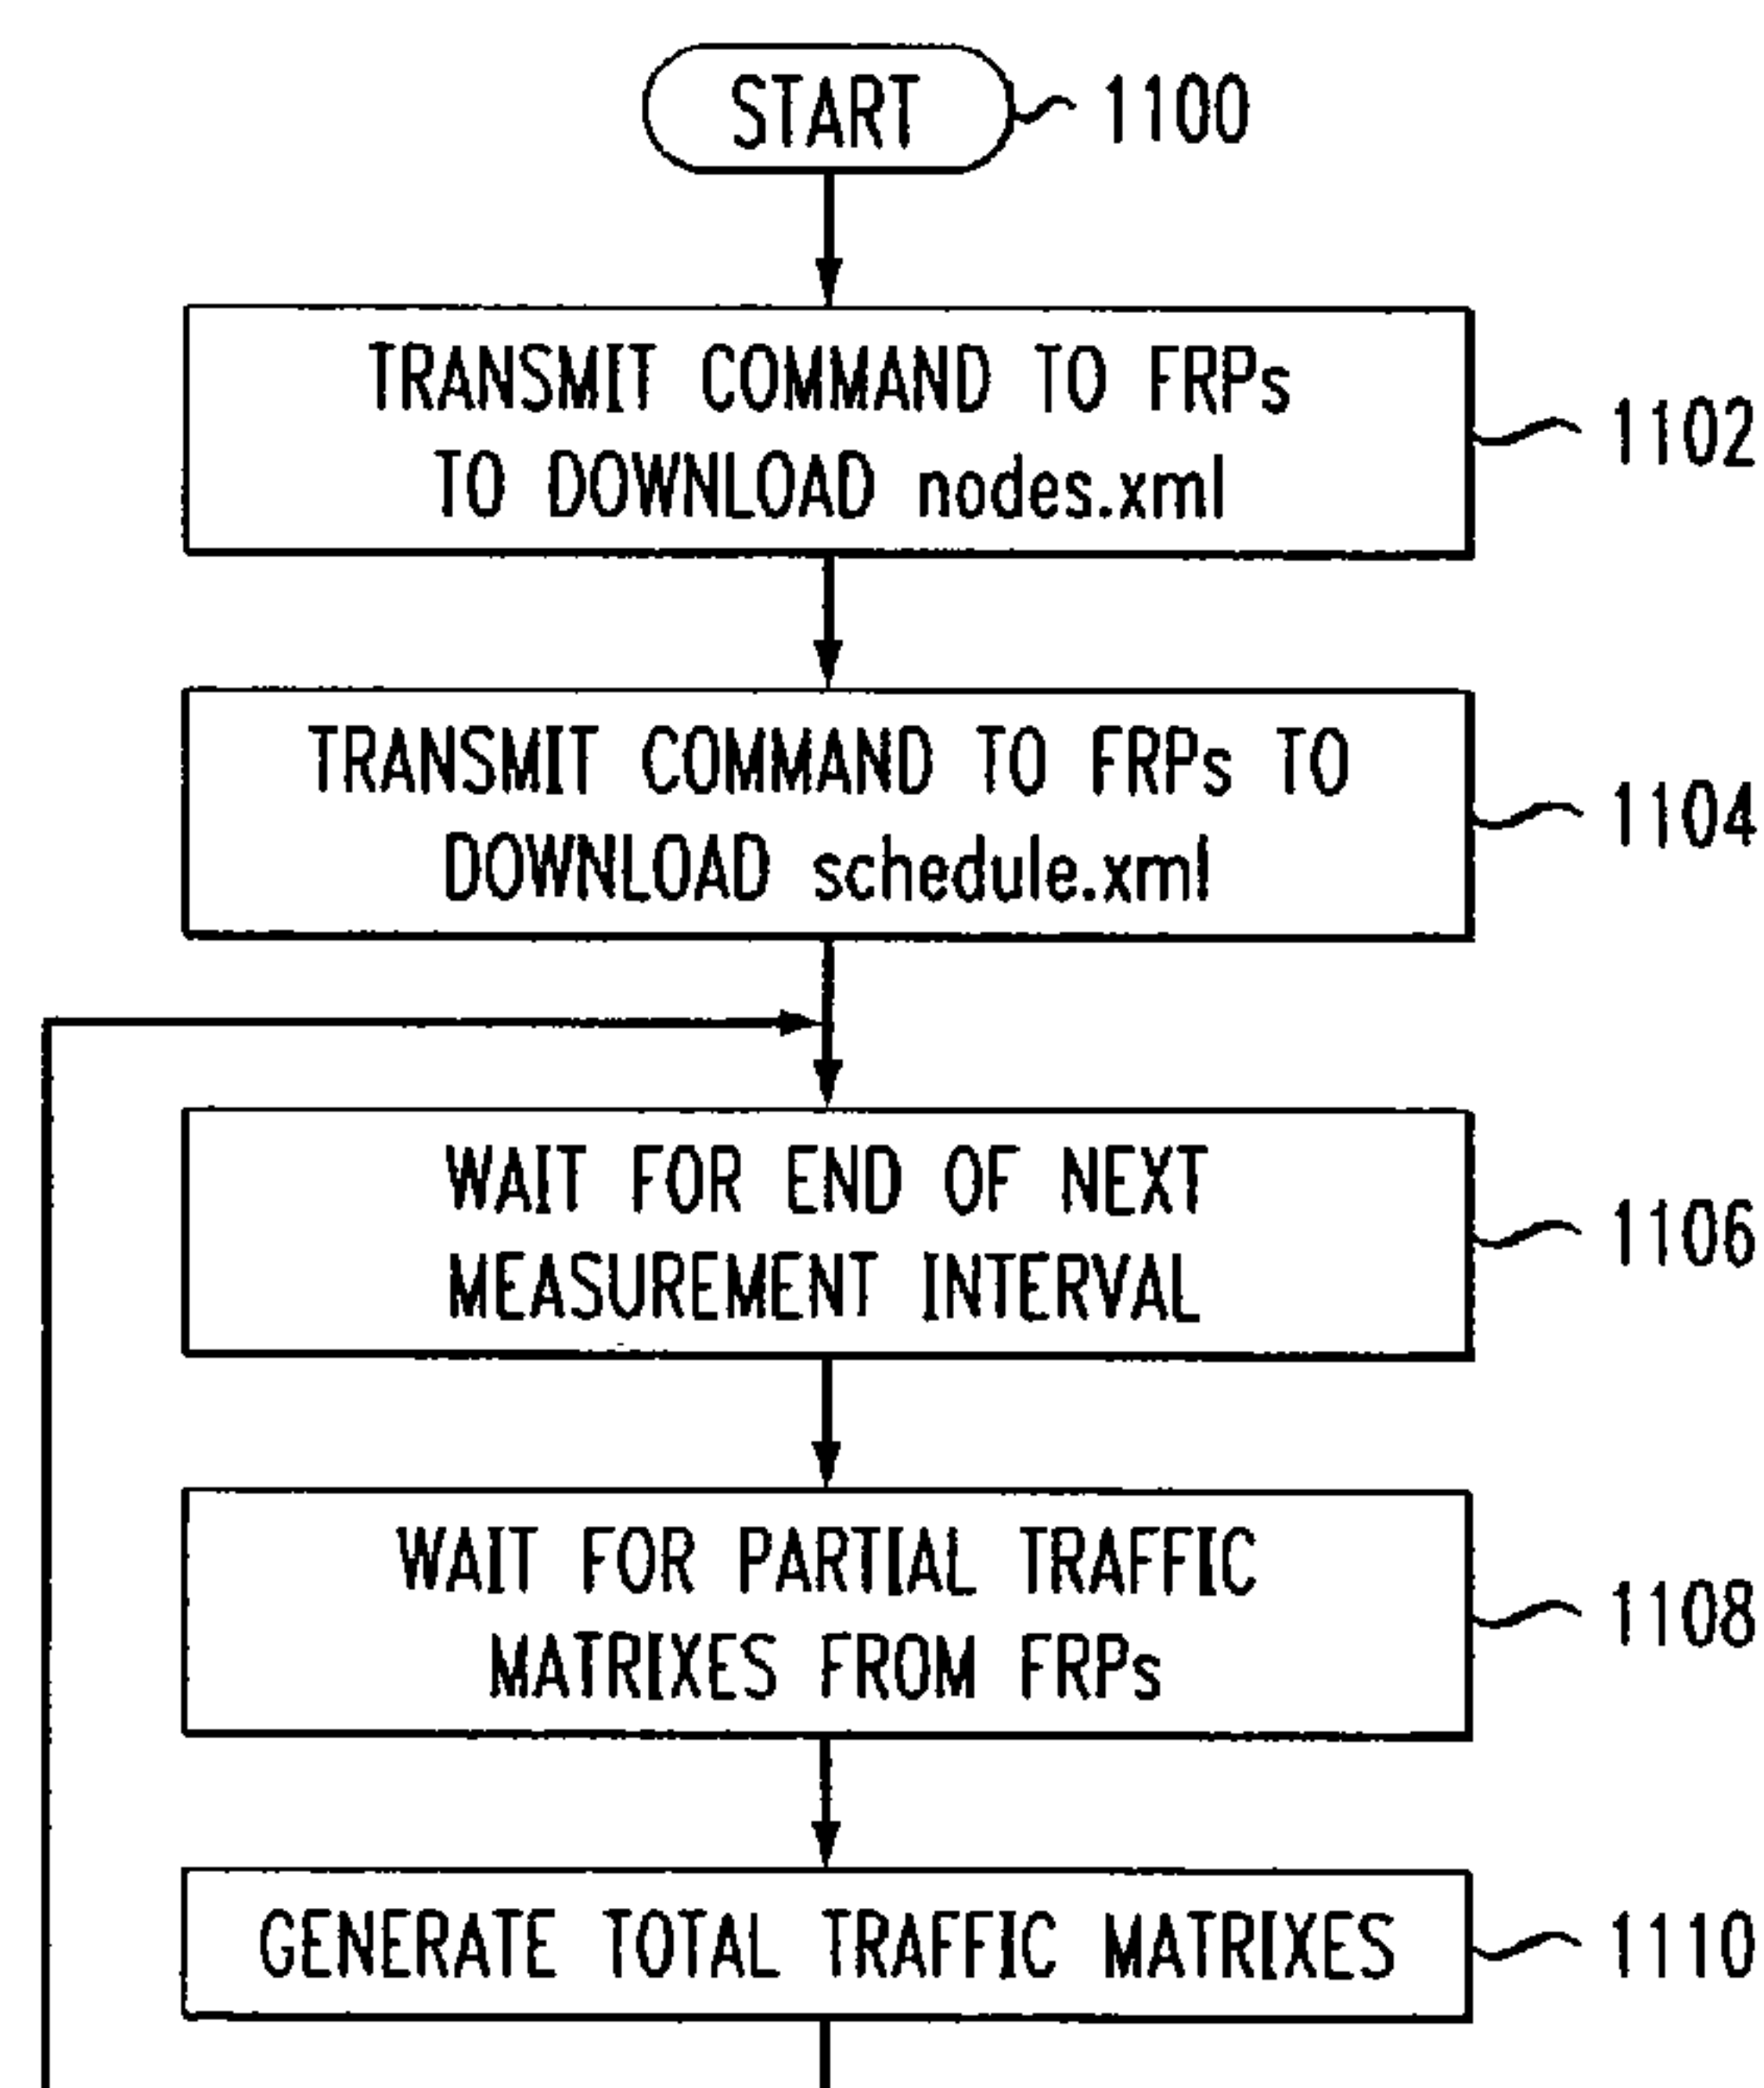 START
1100
TRANSMIT COMMAND TO FRPs
TO DOWNLOAD nodes.xml
1102
TRANSMIT COMMAND TO FRPs TO
DOWNLOAD schedule.xml
1104
WAIT FOR END OF NEXT
MEASUREMENT INTERVAL
1106
WAIT FOR PARTIAL TRAFFIC
MATRIXES FROM FRPs
1108
GENERATE TOTAL TRAFFIC MATRIXES
1110